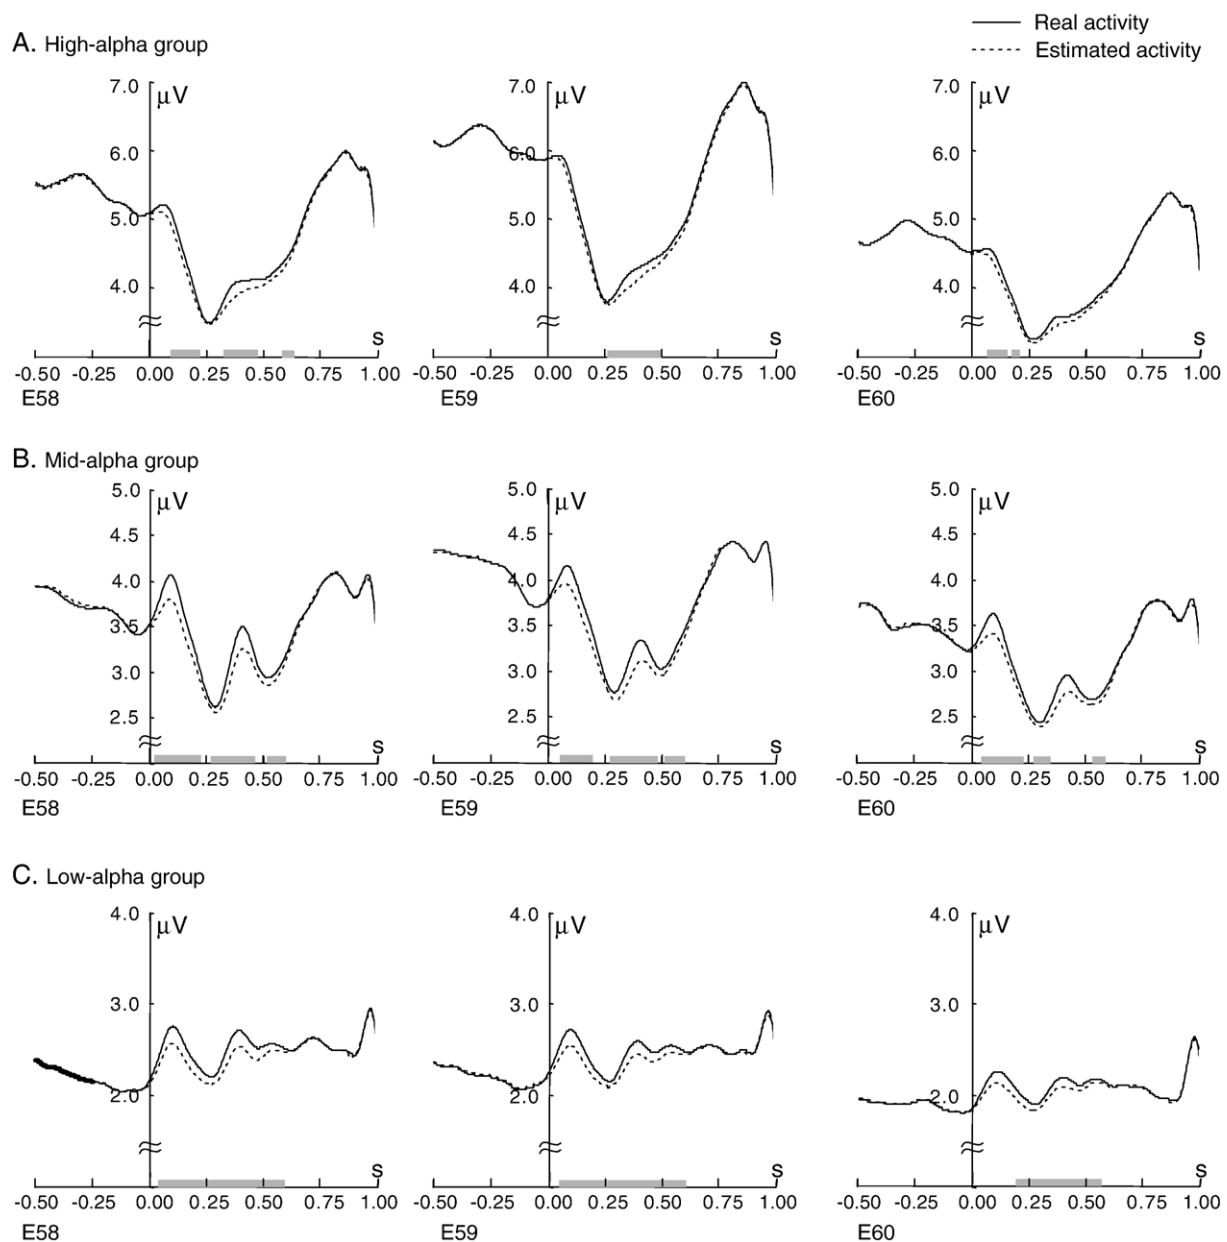 Real activity
Estimated activity
A. High-alpha group
7.0 μV 7.0 μV 7.0 μV
6.0 6.0 6.0
5.0 5.0 5.0
4.0 4.0 4.0
S S S
-0.50 -0.25 0.00 0.25 0.50 0.75 1.00 -0.50 -0.25 0.00 0.25 0.50 0.75 1.00 -0.50 -0.25 0.00 0.25 0.50 0.75 1.00
E58 E59 E60
B. Mid-alpha group
5.0 μV 5.0 μV 5.0 μV
4.5 4.5 4.5
4.0 4.0 4.0
3.5 3.5 3.5
3.0 3.0 3.0
2.5 2.5 2.5
S S S
-0.50 -0.25 0.00 0.25 0.50 0.75 1.00 -0.50 -0.25 0.00 0.25 0.50 0.75 1.00 -0.50 -0.25 0.00 0.25 0.50 0.75 1.00
E58 E59 E60
C. Low-alpha group
4.0 μV 4.0 μV 4.0 μV
3.0 3.0 3.0
2.0 2.0 2.0
S S S
-0.50 -0.25 0.00 0.25 0.50 0.75 1.00 -0.50 -0.25 0.00 0.25 0.50 0.75 1.00 -0.50 -0.25 0.00 0.25 0.50 0.75 1.00
E58 E59 E60